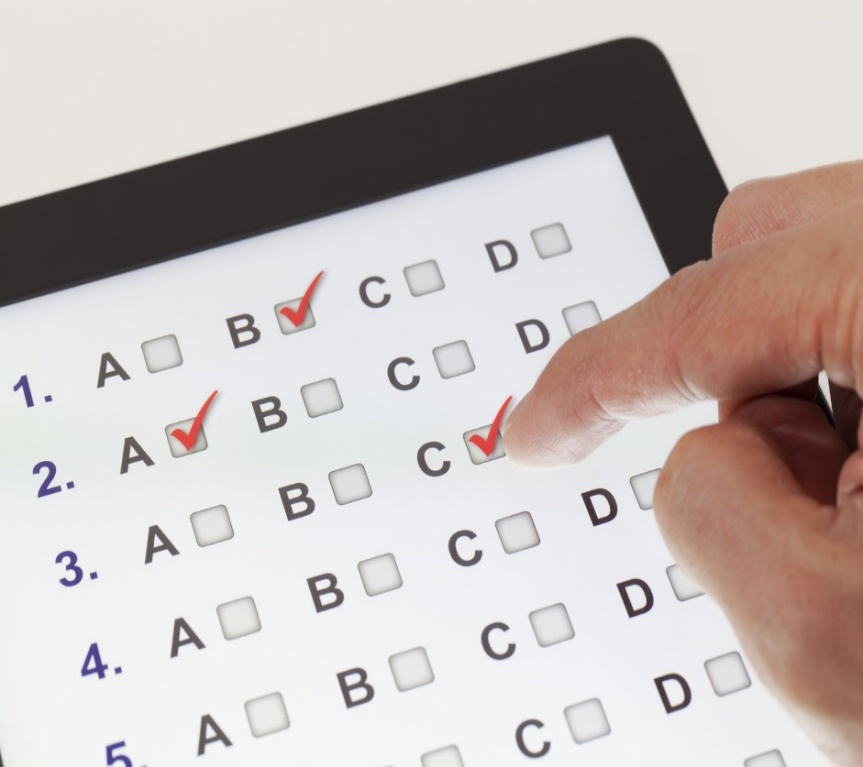 1. A B C D
2. A B C D
3. A B C
4. A B C D
5. A B C D
C D